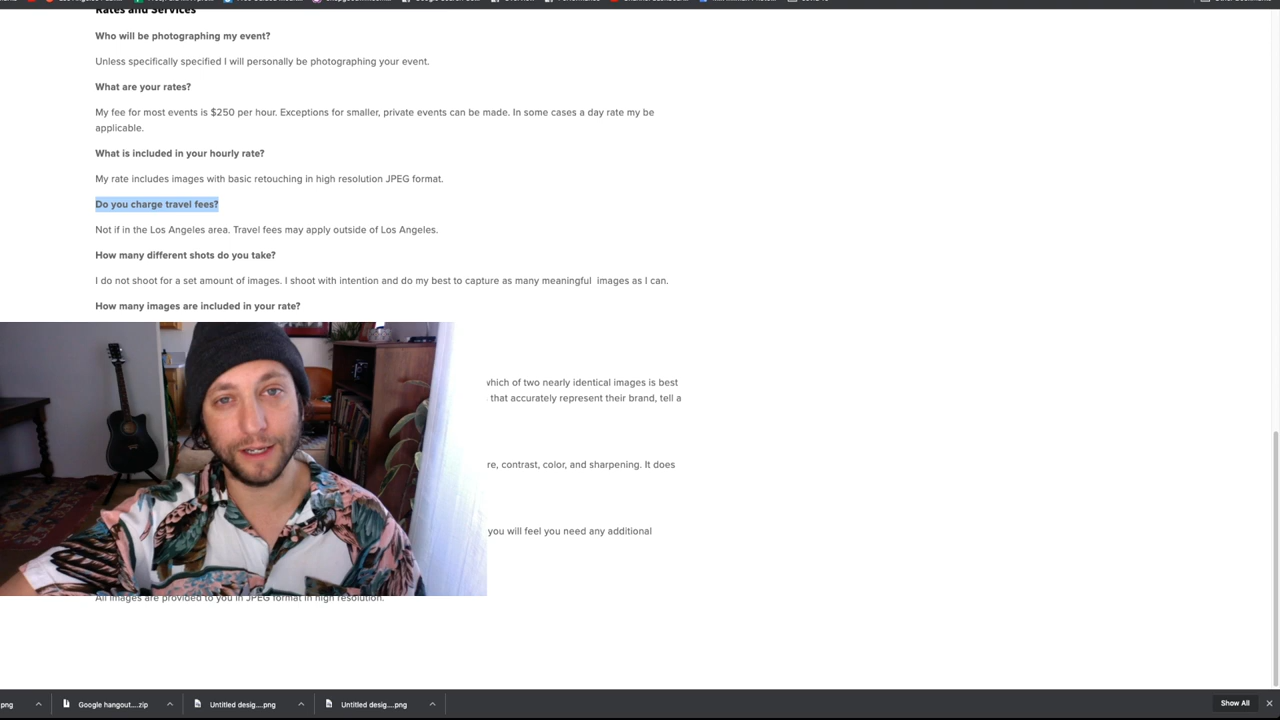 Rates and Services
Who will be photographing my event?
Unless specifically specified I will personally be photographing your event.
What are your rates?
My fee for most events is $250 per hour. Exceptions for smaller, private events can be made. In some cases a day rate my be
applicable.
What is included in your hourly rate?
My rate includes images with basic retouching in high resolution JPEG format.
Do you charge travel fees?
Not if in the Los Angeles area. Travel fees may apply outside of Los Angeles.
How many different shots do you take?
I do not shoot for a set amount of images. I shoot with intention and do my best to capture as many meaningful images as I can.
How many images are included in your rate?
which of two nearly identical images is best
that accurately represent their brand, tell a
re, contrast, color, and sharpening. It does
you will feel you need any additional
All images are provided to you in JPEG format in high resolution.
png
Google hangout....zip
Untitled desig....png
Untitled desig....png
Show All